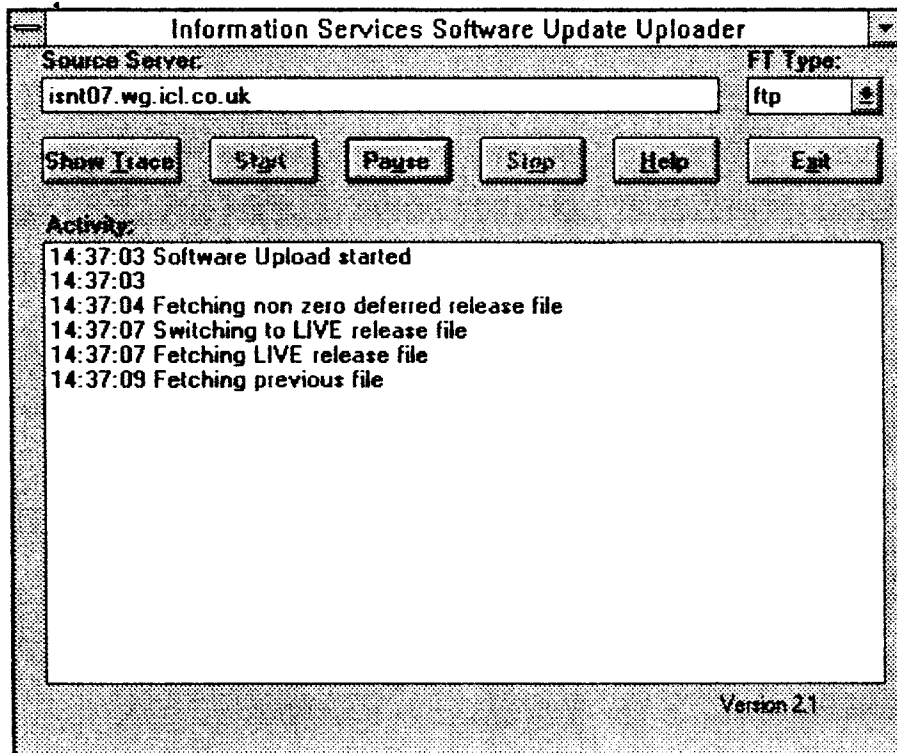 Information Services Software Update Uploader
Source Server: FT Type:
isnt07.wg.icl.co.uk ftp
Show Trace Start Pause Stop Help Exit
Activity:
14:37:03 Software Upload started
14:37:03
14:37:04 Fetching non zero deferred release file
14:37:07 Switching to LIVE release file
14:37:07 Fetching LIVE release file
14:37:09 Fetching previous file
Version 2.1